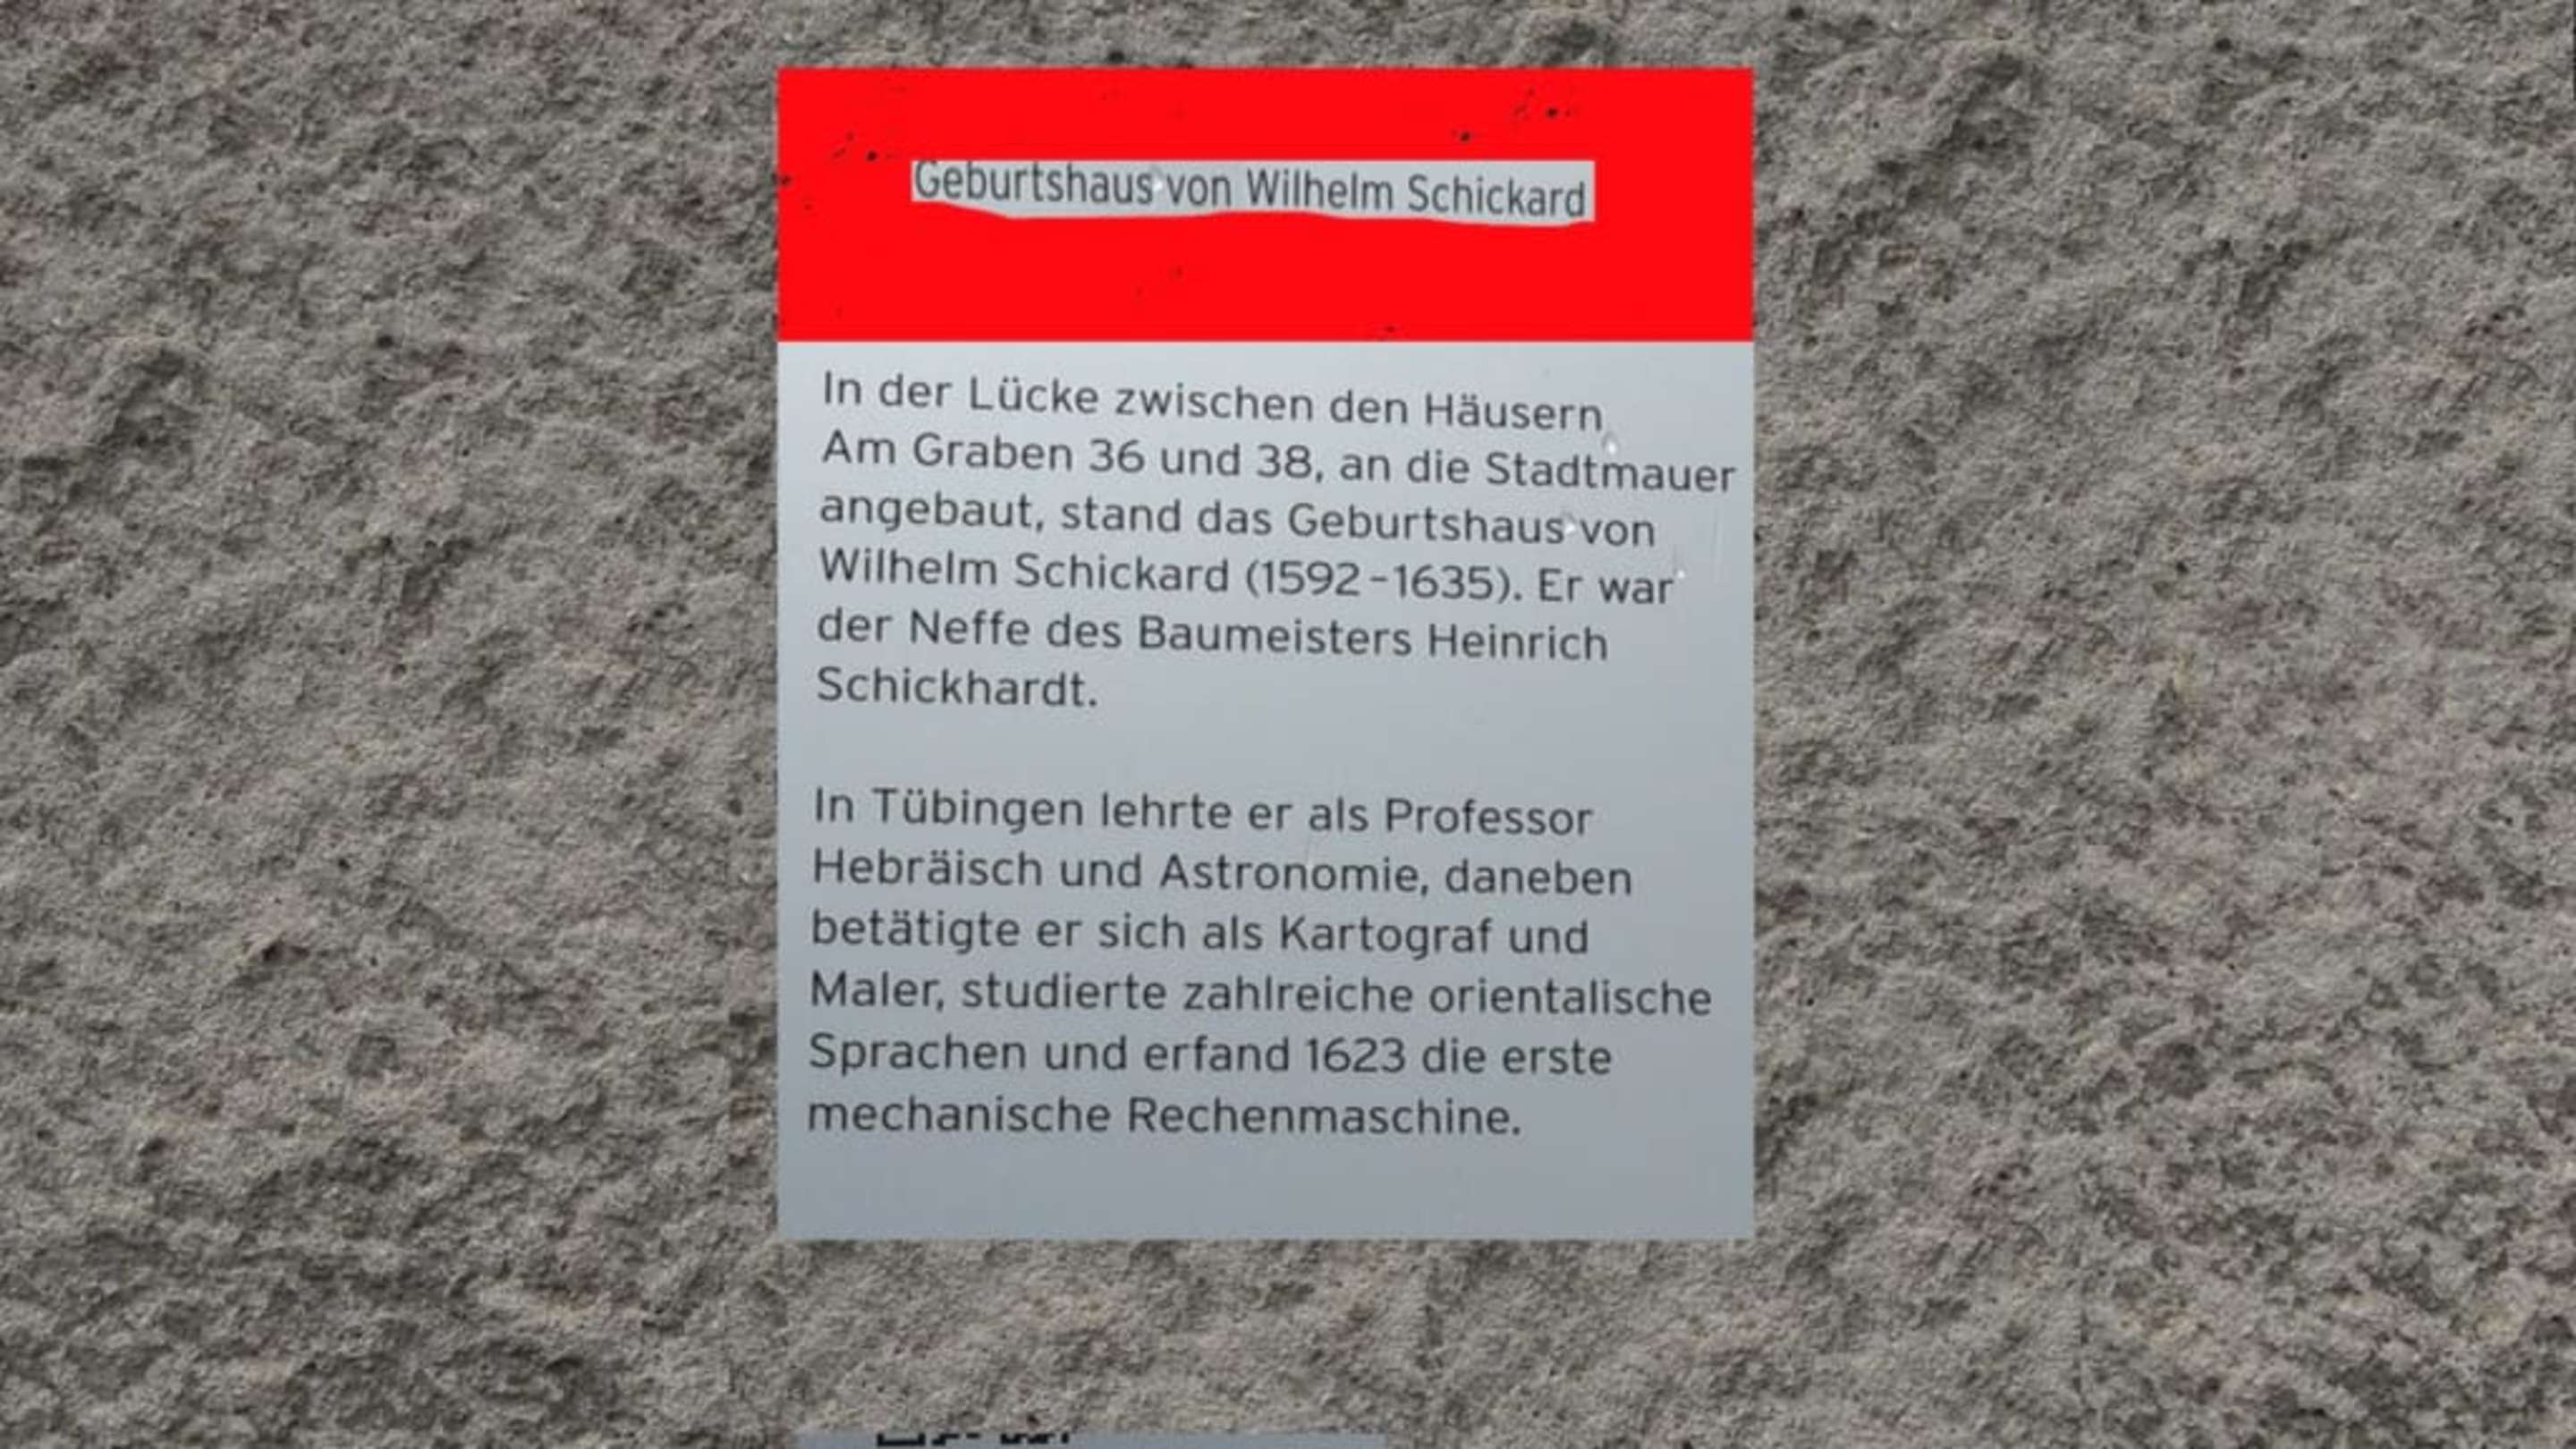 Geburtshaus von Wilhelm Schickard
In der Lücke zwischen den Häusern
Am Graben 36 und 38, an die Stadtmauer
angebaut, stand das Geburtshaus von
Wilhelm Schickard (1592-1635). Er war
der Neffe des Baumeisters Heinrich
Schickhardt.
In Tübingen lehrte er als Professor
Hebräisch und Astronomie, daneben
betätigte er sich als Kartograf und
Maler, studierte zahlreiche orientalische
Sprachen und erfand 1623 die erste
mechanische Rechenmaschine.